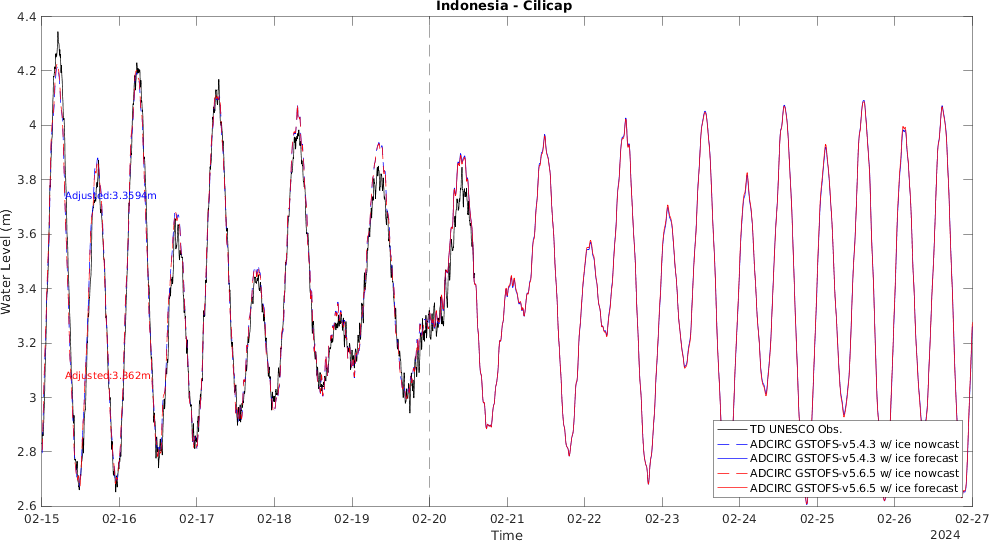 Indonesia - Cilicap
4.4
4.2
4
3.8
3.6
3.4
3.2
3
2.8
2.6
Water Level (m)
Adjusted:3.3594m
Adjusted:3.362m
TD UNESCO Obs.
ADCIRC GSTOFS-v5.4.3 w/ ice nowcast
ADCIRC GSTOFS-v5.4.3 w/ ice forecast
ADCIRC GSTOFS-v5.6.5 w/ ice nowcast
ADCIRC GSTOFS-v5.6.5 w/ ice forecast
02-15 02-16 02-17 02-18 02-19 02-20 02-21 02-22 02-23 02-24 02-25 02-26 02-27
Time
2024